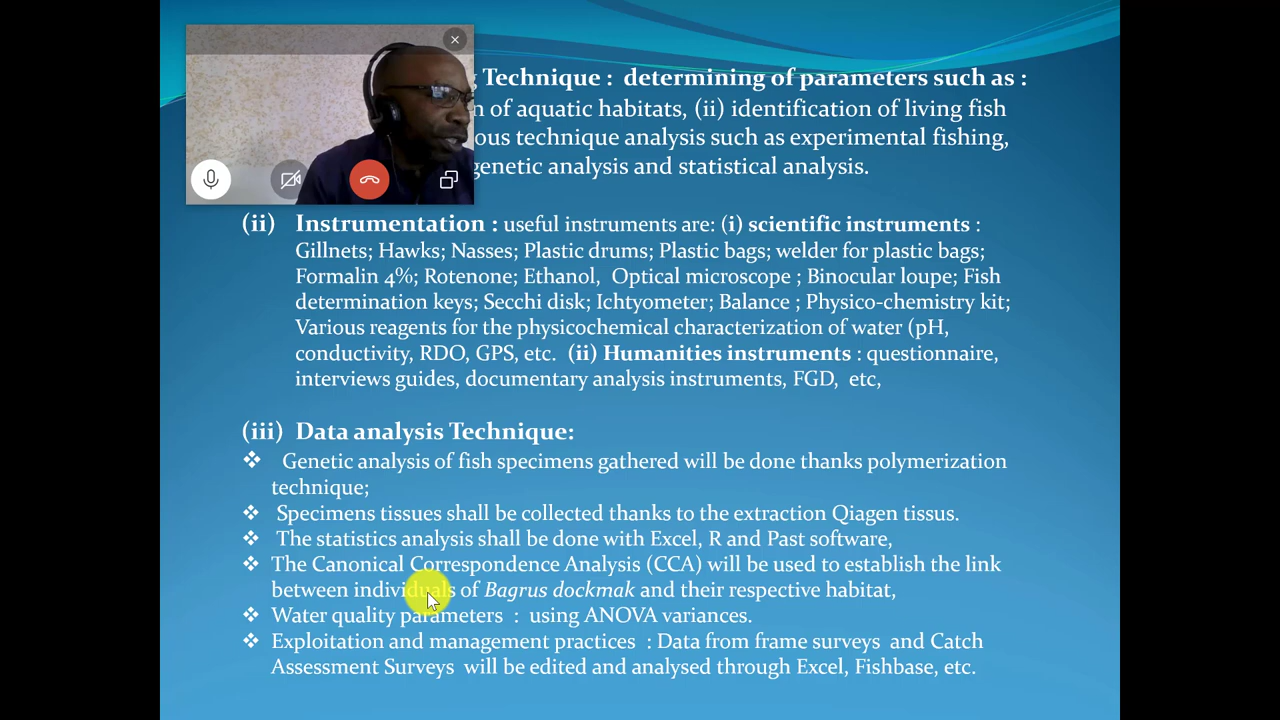 Technique : determining of parameters such as :
of aquatic habitats, (ii) identification of living fish
technique analysis such as experimental fishing,
genetic analysis and statistical analysis.
(ii) Instrumentation : useful instruments are: (i) scientific instruments :
Gillnets; Hawks; Nasses; Plastic drums; Plastic bags; welder for plastic bags;
Formalin 4%; Rotenone; Ethanol, Optical microscope ; Binocular loupe; Fish
determination keys; Secchi disk; Ichtyometer; Balance ; Physico-chemistry kit;
Various reagents for the physicochemical characterization of water (pH,
conductivity, RDO, GPS, etc. (ii) Humanities instruments : questionnaire,
interviews guides, documentary analysis instruments, FGD, etc,
(iii) Data analysis Technique:
❖ Genetic analysis of fish specimens gathered will be done thanks polymerization
technique;
❖ Specimens tissues shall be collected thanks to the extraction Qiagen tissue.
❖ The statistics analysis shall be done with Excel, R and Past software,
❖ The Canonical Correspondence Analysis (CCA) will be used to establish the link
between individuals of Bagrus dockmak and their respective habitat,
❖ Water quality parameters : using ANOVA variances.
❖ Exploitation and management practices : Data from frame surveys and Catch
Assessment Surveys will be edited and analysed through Excel, Fishbase, etc.